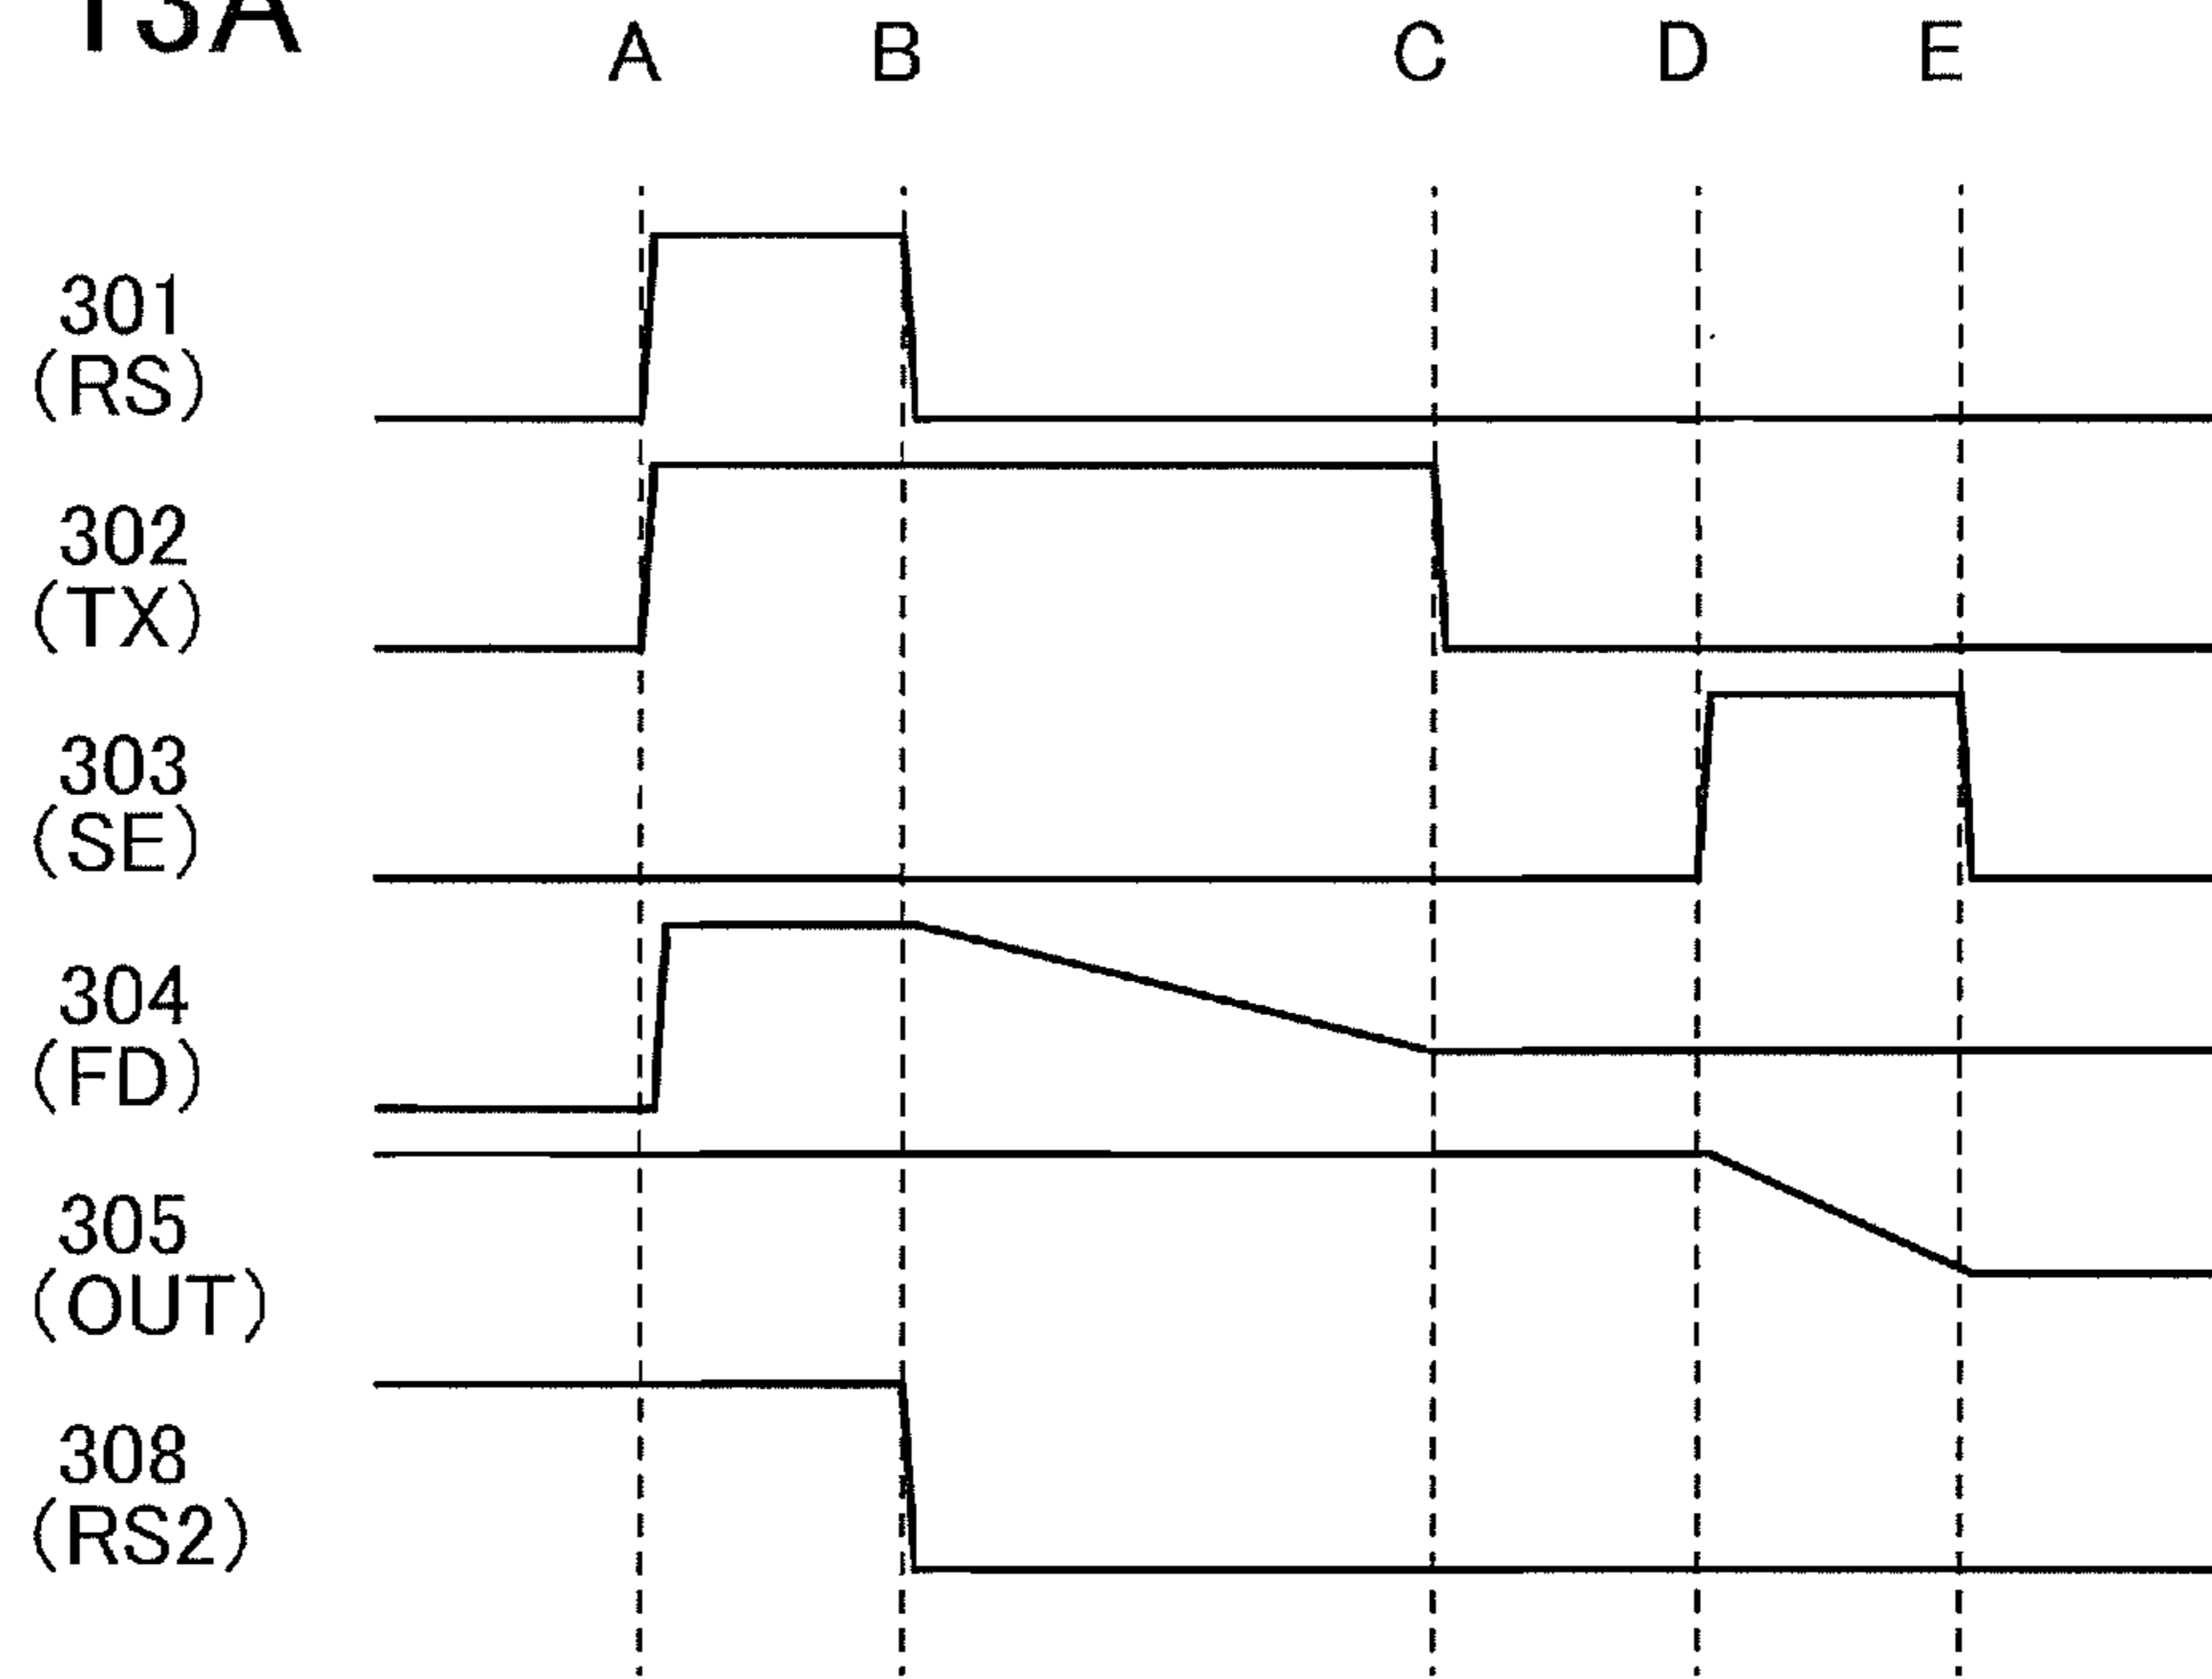 13A
A B C D E
301
(RS)
302
(TX)
303
(SE)
304
(FD)
305
(OUT)
308
(RS2)